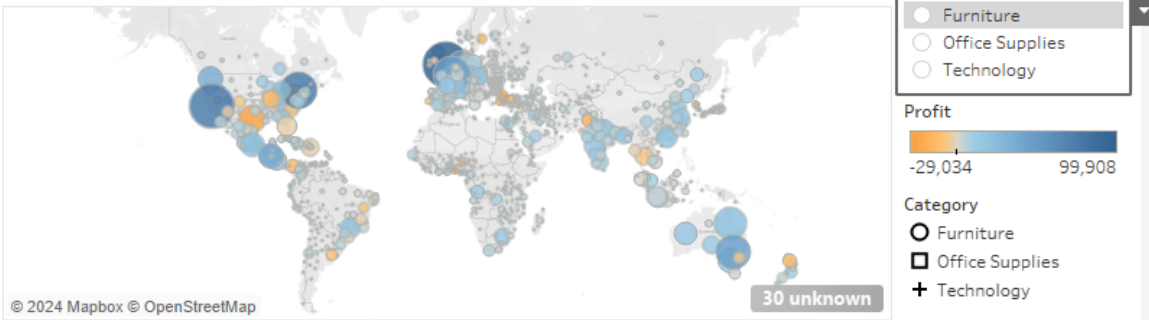 Furniture
Office Supplies
Technology
Profit
-29,034 99,908
Category
Furniture
Office Supplies
Technology
© 2024 Mapbox © OpenStreetMap
30 unknown